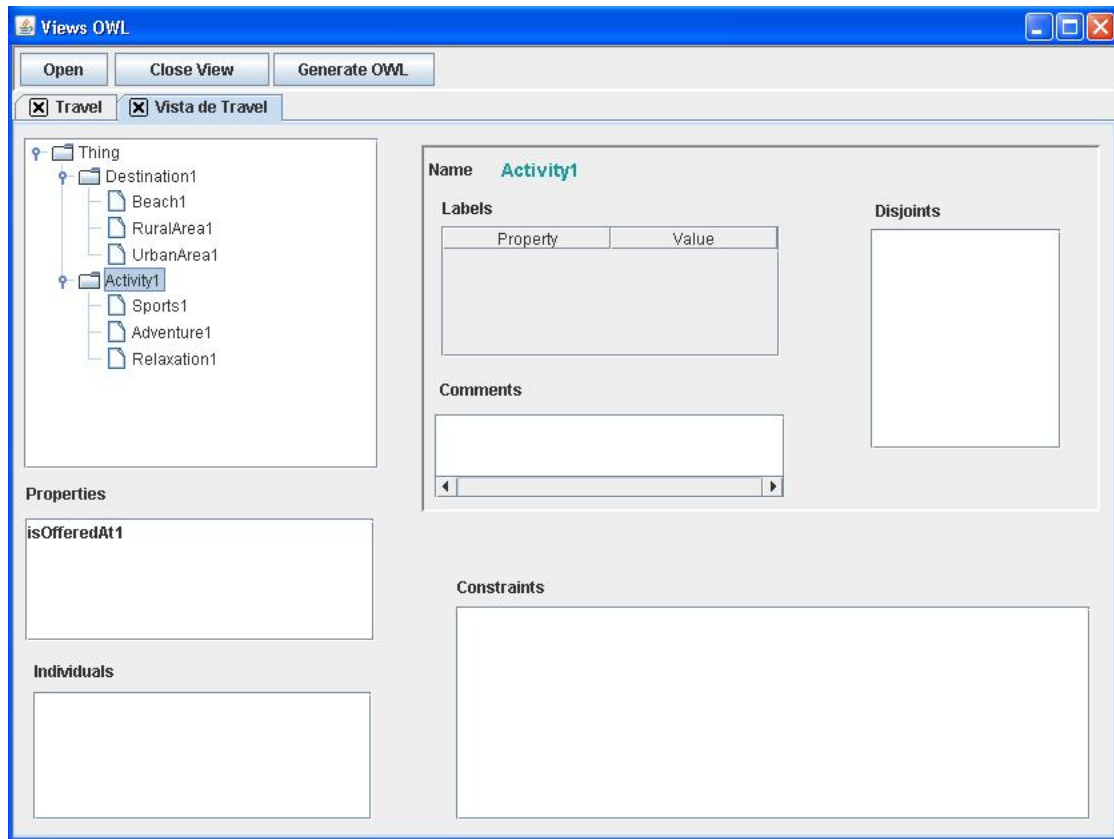 Views OWL
Open Close View Generate OWL
Travel Vista de Travel
Thing
Destination1
Beach1
RuralArea1
UrbanArea1
Activity1
Sports1
Adventure1
Relaxation1
Properties
isOfferedAt1
Individuals
Name Activity1
Labels
Property Value
Comments
Disjoints
Constraints